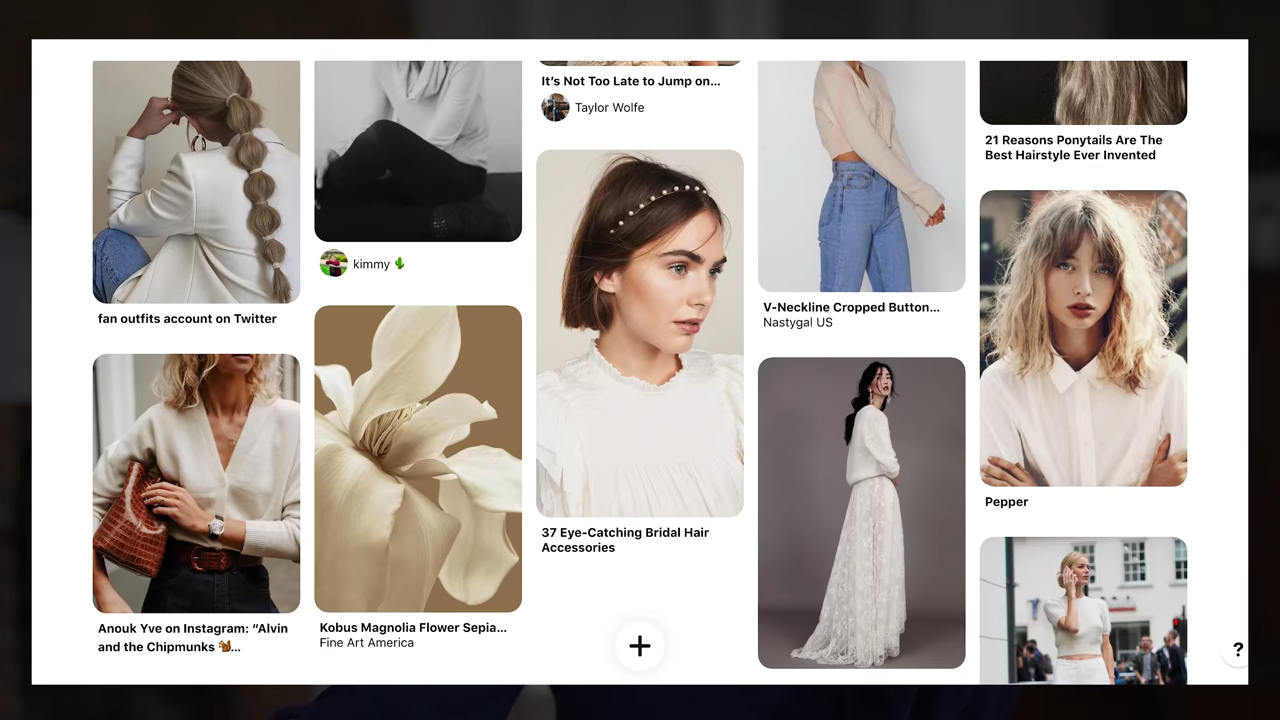 fan outfits account on Twitter
Anouk Yve on Instagram: “Alvin
and the Chipmunks 🐿️...
kimmy 🌵
Kobus Magnolia Flower Sepia...
Fine Art America
It’s Not Too Late to Jump on...
Taylor Wolfe
37 Eye-Catching Bridal Hair
Accessories
V-Neckline Cropped Button...
Nastygal US
21 Reasons Ponytails Are The
Best Hairstyle Ever Invented
Pepper
?